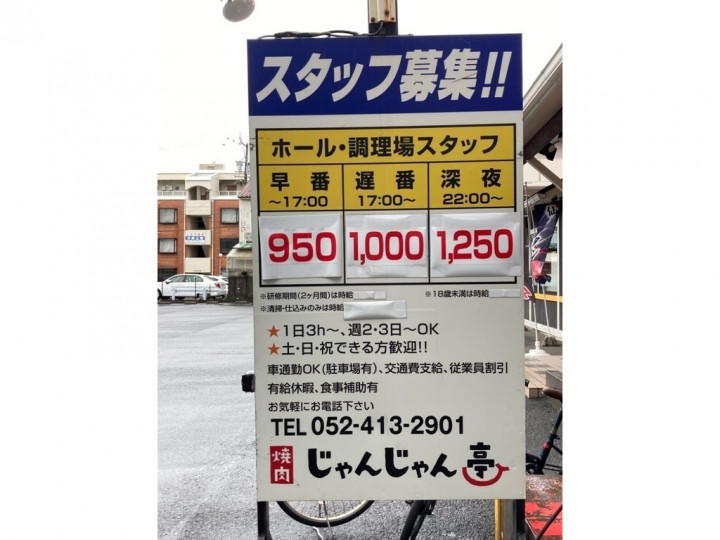 スタッフ募集!!
ホール・調理場スタッフ
早番 遅番 深夜
〜17:00 17:00〜 22:00〜
950 1,000 1,250
※研修期間(2ヶ月間)は時給 ※18歳未満は時給
※清掃・仕込みのみは時給
★1日3h〜、週2・3日〜OK
★土・日・祝できる方歓迎!!
車通勤OK(駐車場有)、交通費支給、従業員割引
有給休暇、食事補助有
お気軽にお電話下さい
TEL 052-413-2901
焼肉 じゃんじゃん亭